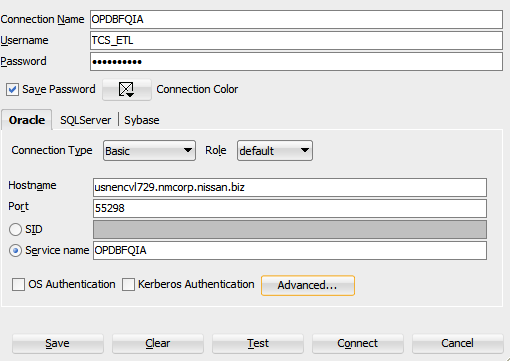 Connection Name OPDBFQIA
Username TCS_ETL
Password ••••••••••
Save Password Connection Color
Oracle SQLServer Sybase
Connection Type Basic Role default
Hostname usnencvl729.nmcorp.nissan.biz
Port 55298
SID
Service name OPDBFQIA
OS Authentication Kerberos Authentication Advanced...
Save Clear Test Connect Cancel